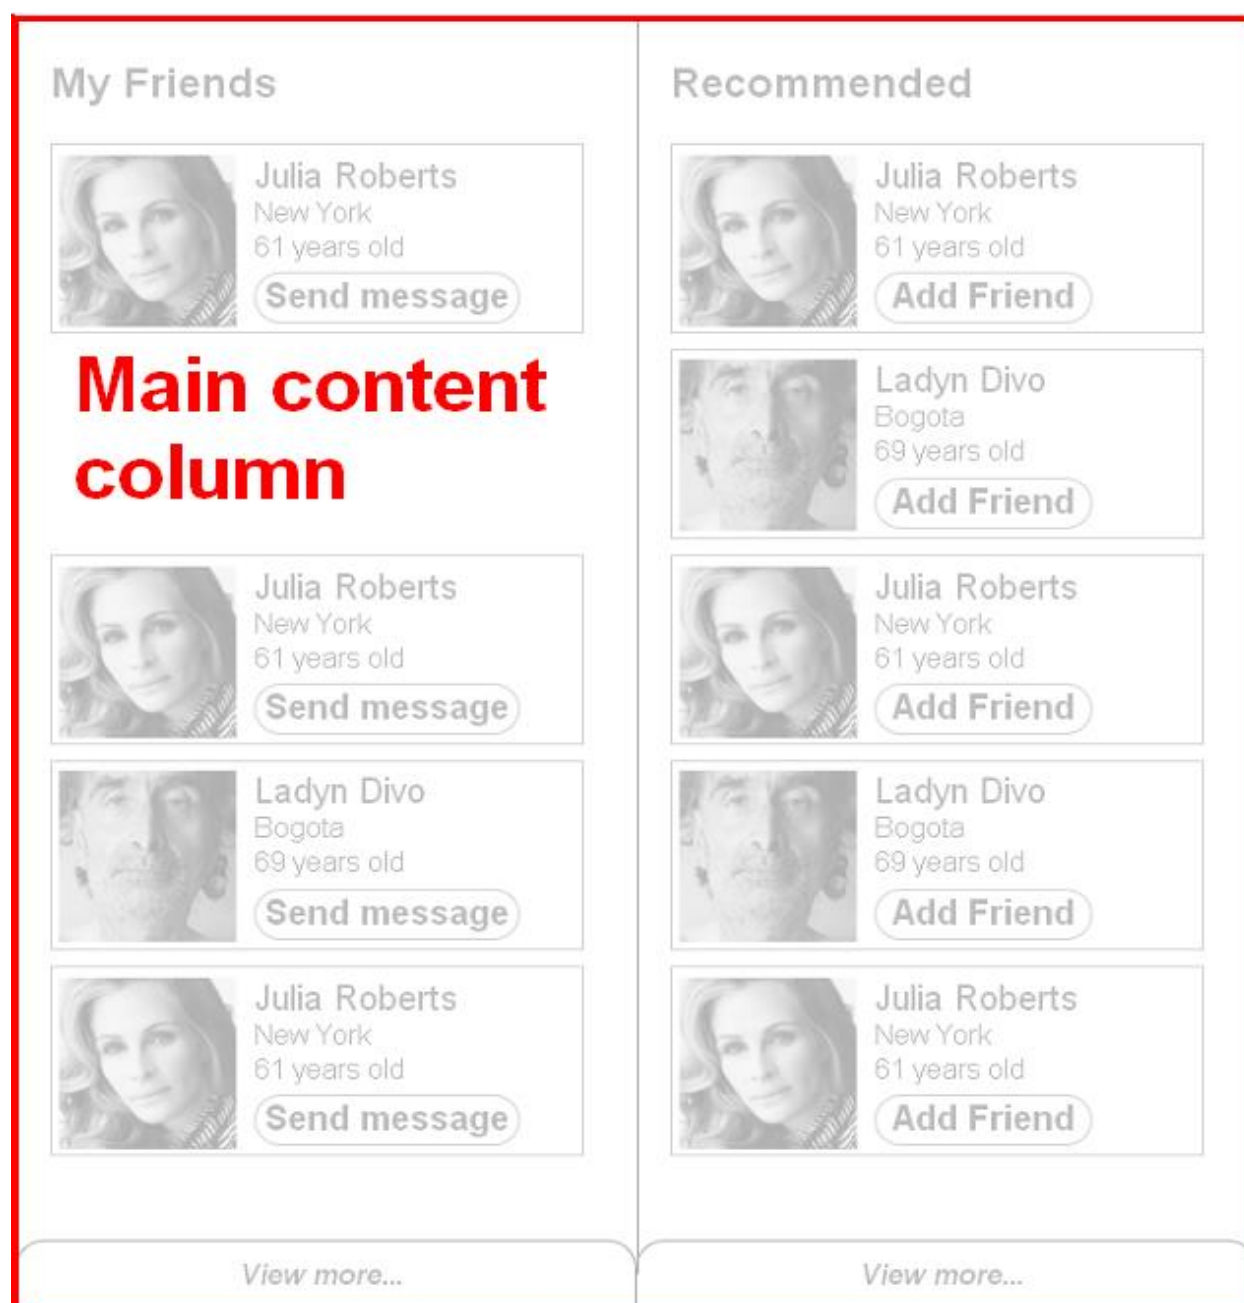 My Friends
Julia Roberts
New York
61 years old
Send message
Main content
column
Julia Roberts
New York
61 years old
Send message
Ladyn Divo
Bogota
69 years old
Send message
Julia Roberts
New York
61 years old
Send message
View more...
Recommended
Julia Roberts
New York
61 years old
Add Friend
Ladyn Divo
Bogota
69 years old
Add Friend
Julia Roberts
New York
61 years old
Add Friend
Ladyn Divo
Bogota
69 years old
Add Friend
Julia Roberts
New York
61 years old
Add Friend
View more...